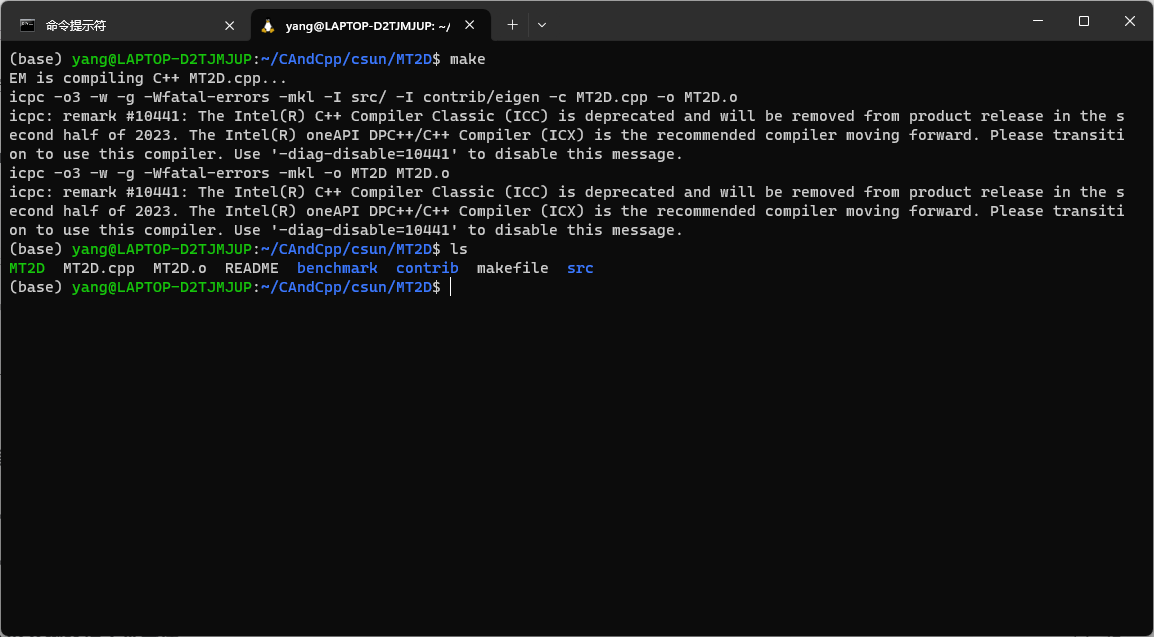 命令提示符
yang@LAPTOP-D2TJMJUP: ~/
(base) yang@LAPTOP-D2TJMJUP:~/CAndCpp/csun/MT2D$ make
EM is compiling C++ MT2D.cpp...
icpc -o3 -w -g -Wfatal-errors -mkl -I src/ -I contrib/eigen -c MT2D.cpp -o MT2D.o
icpc: remark #10441: The Intel(R) C++ Compiler Classic (ICC) is deprecated and will be removed from product release in the s
econd half of 2023. The Intel(R) oneAPI DPC++/C++ Compiler (ICX) is the recommended compiler moving forward. Please transiti
on to use this compiler. Use '-diag-disable=10441' to disable this message.
icpc -o3 -w -g -Wfatal-errors -mkl -o MT2D MT2D.o
icpc: remark #10441: The Intel(R) C++ Compiler Classic (ICC) is deprecated and will be removed from product release in the s
econd half of 2023. The Intel(R) oneAPI DPC++/C++ Compiler (ICX) is the recommended compiler moving forward. Please transiti
on to use this compiler. Use '-diag-disable=10441' to disable this message.
(base) yang@LAPTOP-D2TJMJUP:~/CAndCpp/csun/MT2D$ ls
MT2D  MT2D.cpp  MT2D.o  README  benchmark  contrib  makefile  src
(base) yang@LAPTOP-D2TJMJUP:~/CAndCpp/csun/MT2D$